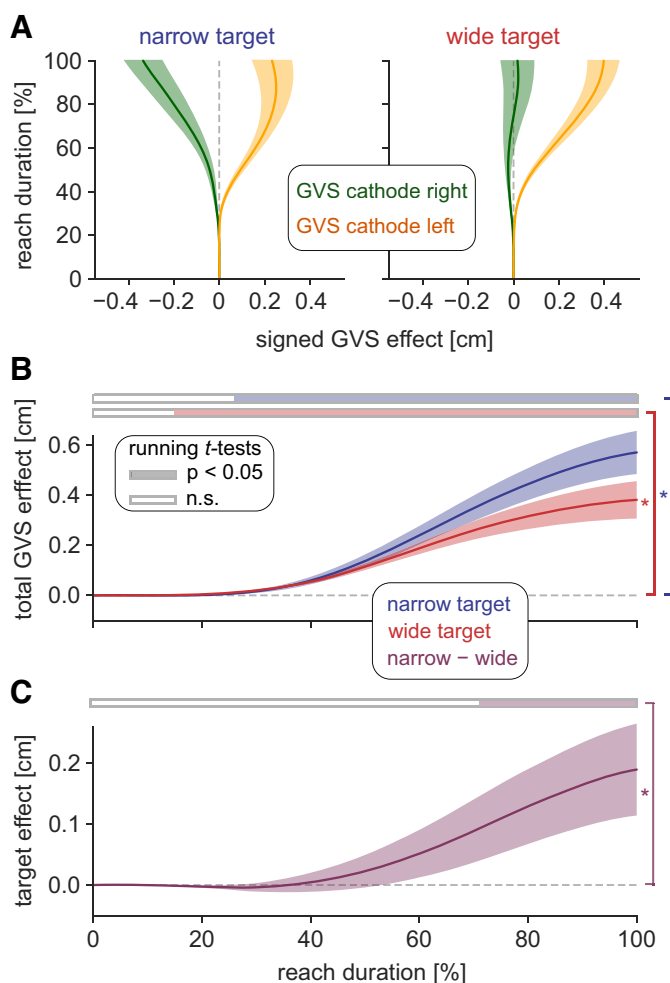 A
narrow target
wide target
reach duration [%]
100
80
60
40
20
0
GVS cathode right
GVS cathode left
−0.4 −0.2 0 0.2 0.4
−0.4 −0.2 0 0.2 0.4
signed GVS effect [cm]
B
total GVS erffect [cm]
0.6
0.4
0.2
0.0
running t-tests
p < 0.05
n.s.
*
*
narrow target
wide target
narrow − wide
C
target effect [cm]
0.2
0.1
0.0
*
0 20 40 60 80 100
reach duration [%]